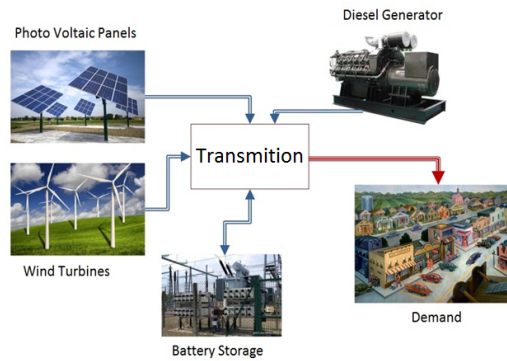 Diesel Generator
Photo Voltaic Panels
Transmition
Wind Turbines
Demand
Battery Storage